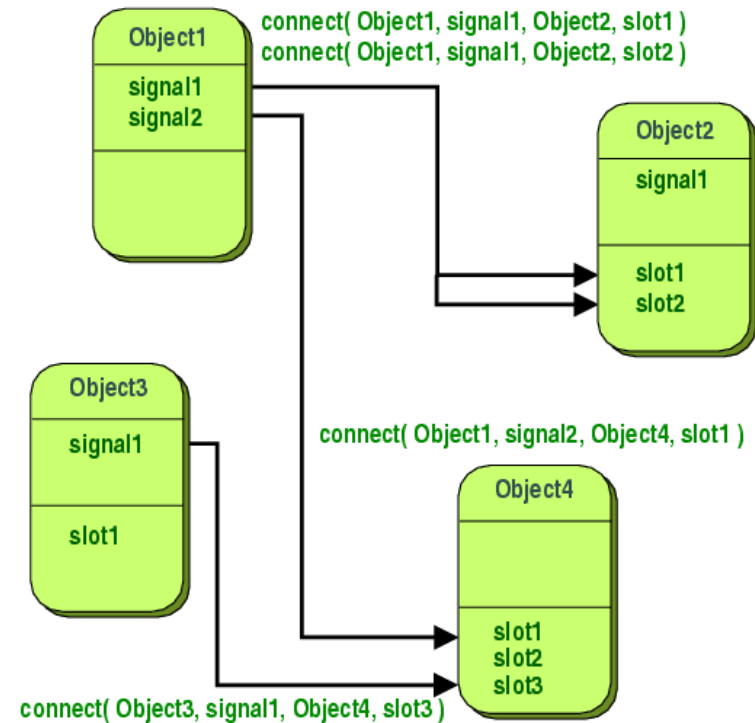 Object1
signal1
signal2
connect( Object1, signal1, Object2, slot1 )
connect( Object1, signal1, Object2, slot2 )
Object2
signal1
slot1
slot2
Object3
signal1
slot1
connect( Object1, signal2, Object4, slot1 )
Object4
slot1
slot2
slot3
connect( Object3, signal1, Object4, slot3 )